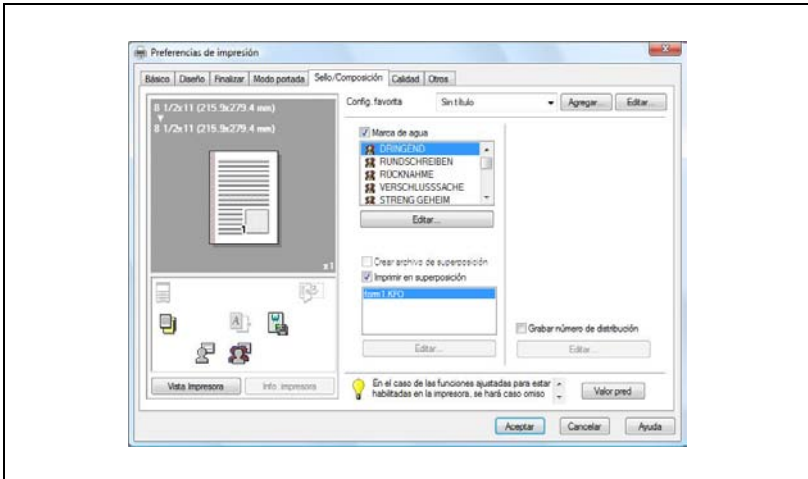 Preferencias de impresión
Básico Diseño Finalizar Modo portada Sello/Composición Calidad Otros
8 1/2x11 (215.9x279.4 mm)
8 1/2x11 (215.9x279.4 mm)
x1
Vista impresora Info. impresora
Config. favorita Sin título Agregar... Editar...
Marca de agua
DRINGEND
RUNDSCHREIBEN
RÜCKNAHME
VERSCHLUSSSACHE
STRENG GEHEIM
Editar...
Crear archivo de superposición
Imprimir en superposición
form1.KFO
Editar...
Grabar número de distribución
Editar...
En el caso de las funciones ajustadas para estar
habilitadas en la impresora, se hará caso omiso
Valor pred
Aceptar Cancelar Ayuda